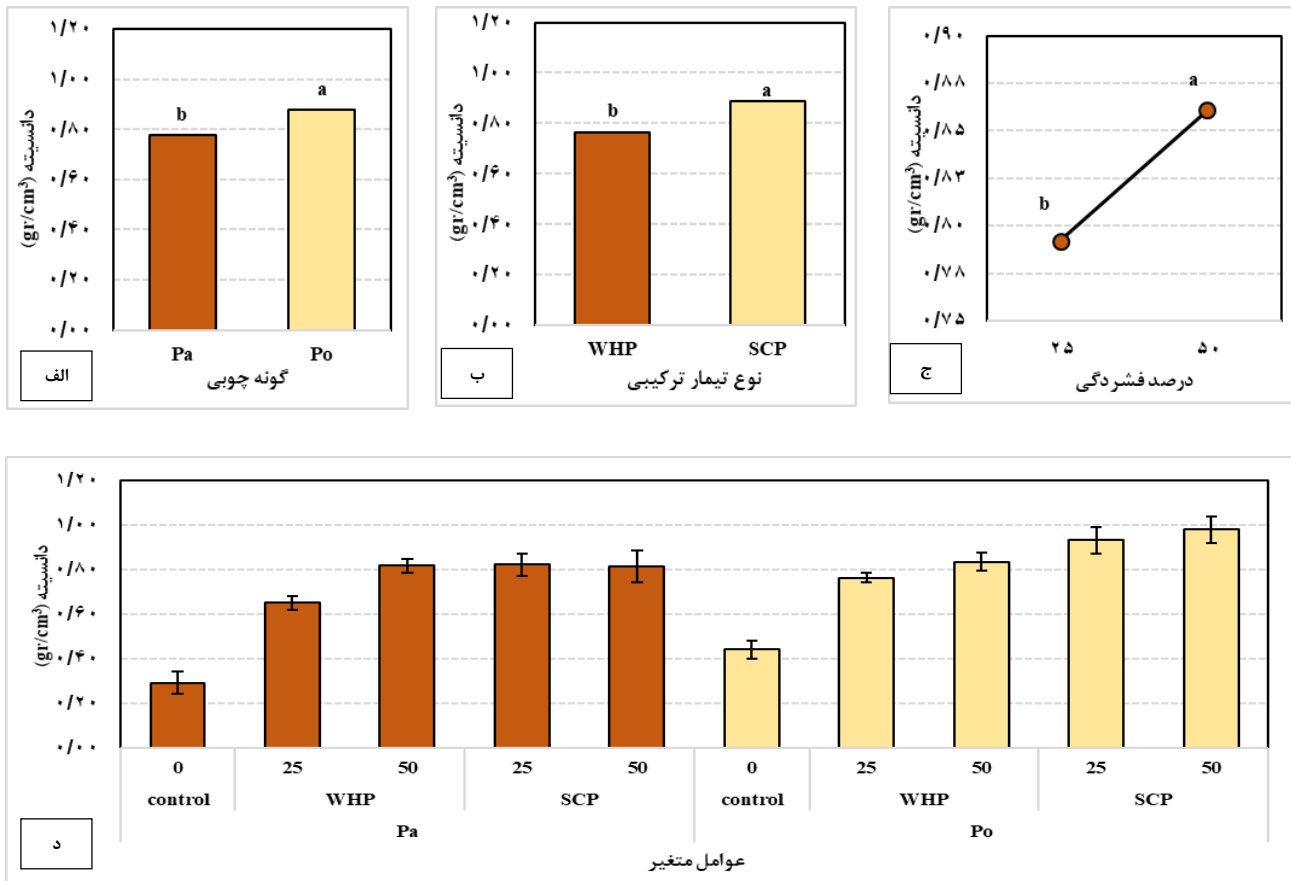 ۱/۲۰
۱/۰۰
۰/۸۰
۰/۶۰
۰/۴۰
۰/۲۰
۰/۰۰
دانسیته (gr/cm³)
b
a
Pa
Po
گونه چوبی
الف
۱/۲۰
۱/۰۰
۰/۸۰
۰/۶۰
۰/۴۰
۰/۲۰
۰/۰۰
دانسیته (gr/cm³)
b
a
WHP
SCP
نوع تیمار ترکیبی
ب
۰/۹۰
۰/۸۸
۰/۸۵
۰/۸۳
۰/۸۰
۰/۷۸
۰/۷۵
دانسیته (gr/cm³)
a
b
۲۵
۵۰
درصد فشردگی
ج
۱/۲۰
۱/۰۰
۰/۸۰
۰/۶۰
۰/۴۰
۰/۲۰
۰/۰۰
دانسیته (gr/cm³)
0 25 50 25 50 0 25 50 25 50
control WHP SCP control WHP SCP
Pa Po
عوامل متغیر
د